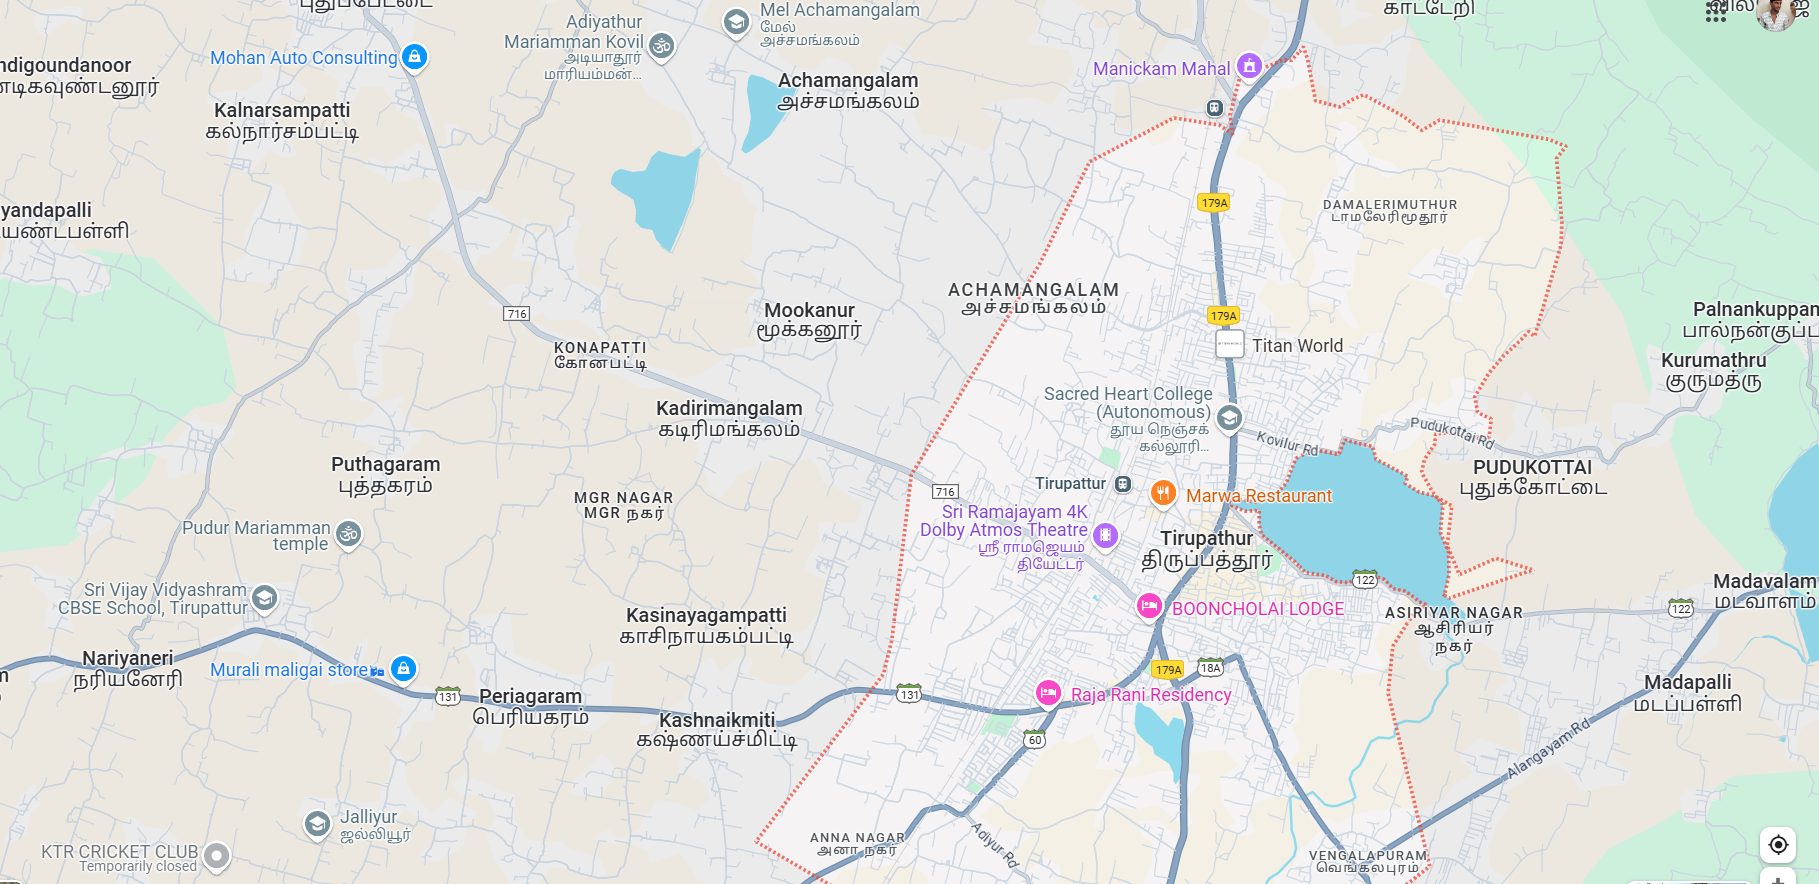 புதுப்பேட்டை
Adiyathur
Mariamman Kovil
அடியாதூர்
மாரியம்மன்...
Mel Achamangalam
மேல்
அச்சமங்கலம்
காட்டேறி
Mohan Auto Consulting
ndigoundanoor
Kalnarsampatti
கல்நார்சம்பட்டி
Achamangalam
அச்சமங்கலம்
Manickam Mahal
179A
DAMALERIMUTHUR
டாமலேரிமூதூர்
yandapalli
யண்டபள்ளி
ACHAMANGALAM
அச்சமங்கலம்
Mookanur
மூக்கனூர்
716
179A
Titan World
Palnankuppan
KONAPATTI
கோனபட்டி
Kurumathru
குருமத்ரு
Kadirimangalam
கடிரிமங்கலம்
Sacred Heart College
(Autonomous)
தூய நெஞ்சக்
கல்லூரி...
Kovilur Rd
Pudukottai Rd
Puthagaram
புத்தகரம்
PUDUKOTTAI
புதுக்கோட்டை
MGR NAGAR
MGR நகர்
716
Tirupattur
Marwa Restaurant
Sri Ramajayam 4K
Dolby Atmos Theatre
ஸ்ரீ ராமஜெயம்
தியேட்டர்
Pudur Mariamman
temple
Tirupathur
திருப்பத்தூர்
122
Sri Vijay Vidyashram
CBSE School, Tirupattur
BOONCHOLAI LODGE
ASIRIYAR NAGAR
ஆசிரியர்
நகர்
122
Madavalam
மடவாளம்
Kasinayagampatti
காசிநாயகம்பட்டி
Nariyaneri
நரியனேரி
Murali maligai store
131
Periagaram
பெரியகரம்
131
179A
18A
Raja Rani Residency
Madapalli
மடப்பள்ளி
Kashnaikmiti
கஷ்ணய்ச்மிட்டி
60
Alangayam Rd
Jalliyur
ஜல்லியூர்
KTR CRICKET CLUB
Temporarily closed
ANNA NAGAR
அனா நகர்
Adiyur Rd
VENGALAPURAM
வெங்கலபுரம்